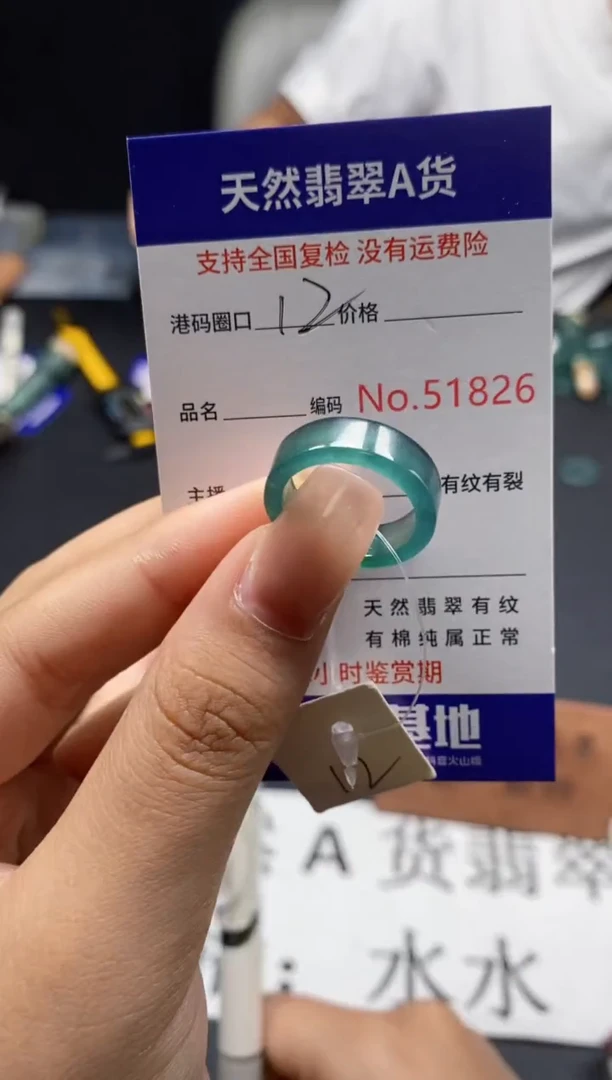 天然翡翠A货
支持全国复检 没有运费险
港码圈口 12 价格
品名 编码 No.51826
主播 有纹有裂
天然翡翠有纹
有棉纯属正常
小时鉴赏期
基地
12
A 货翡翠
：水水